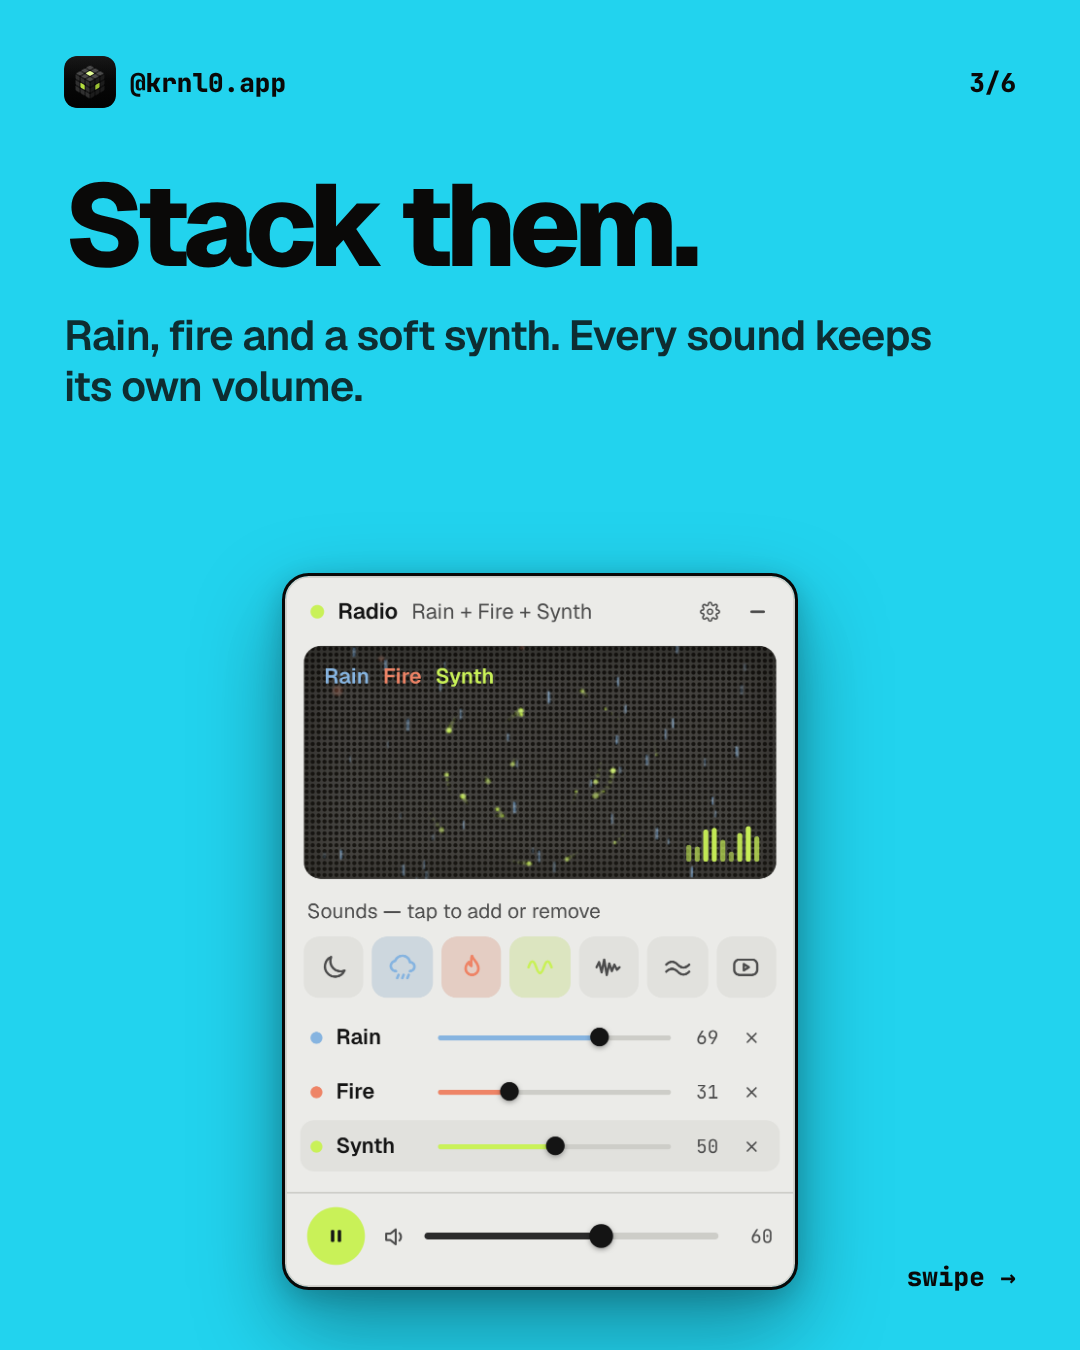 @krnl0.app
3/6
Stack them.
Rain, fire and a soft synth. Every sound keeps
its own volume.
Radio Rain + Fire + Synth
Rain Fire Synth
Sounds — tap to add or remove
Rain 69 ×
Fire 31 ×
Synth 50 ×
60
swipe →